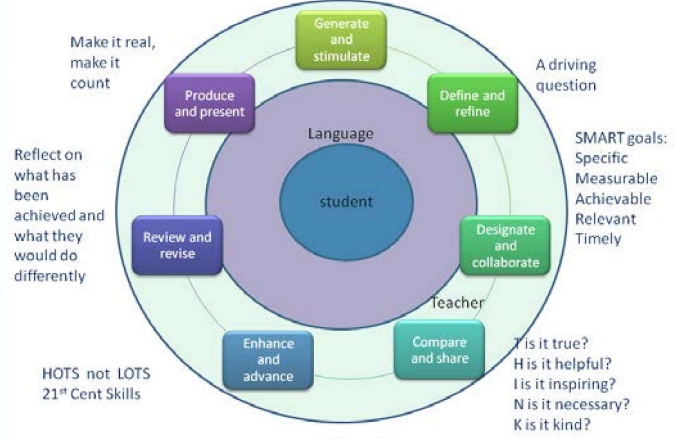 Generate
and
stimulate
Make it real,
make it
count
A driving
question
Produce
and present
Define and
refine
Language
SMART goals:
Specific
Measurable
Achievable
Relevant
Timely
Reflect on
what has
been
achieved and
what they
would do
differently
student
Review and
revise
Designate
and
collaborate
Teacher
Enhance
and
advance
Compare
and share
T is it true?
H is it helpful?
I is it inspiring?
N is it necessary?
K is it kind?
HOTS not LOTS
21st Cent Skills